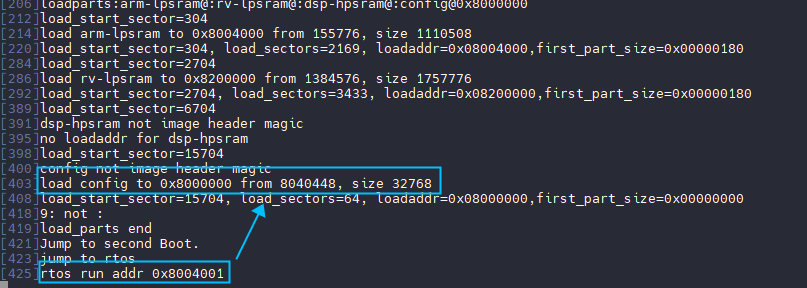 [206]loadparts:arm-lpsram@:rv-lpsram@:dsp-hpsram@:config@0x8000000
[212]load_start_sector=304
[214]load arm-lpsram to 0x8004000 from 155776, size 1110508
[220]load_start_sector=304, load_sectors=2169, loadaddr=0x08004000,first_part_size=0x00000180
[284]load_start_sector=2704
[286]load rv-lpsram to 0x8200000 from 1384576, size 1757776
[292]load_start_sector=2704, load_sectors=3433, loadaddr=0x08200000,first_part_size=0x00000180
[389]load_start_sector=6704
[391]dsp-hpsram not image header magic
[395]no loadaddr for dsp-hpsram
[398]load_start_sector=15704
[400]config not image header magic
[403]load config to 0x8000000 from 8040448, size 32768
[408]load_start_sector=15704, load_sectors=64, loadaddr=0x08000000,first_part_size=0x00000000
[418]9: not :
[419]load_parts end
[421]Jump to second Boot.
[423]jump to rtos
[425]rtos run addr 0x8004001